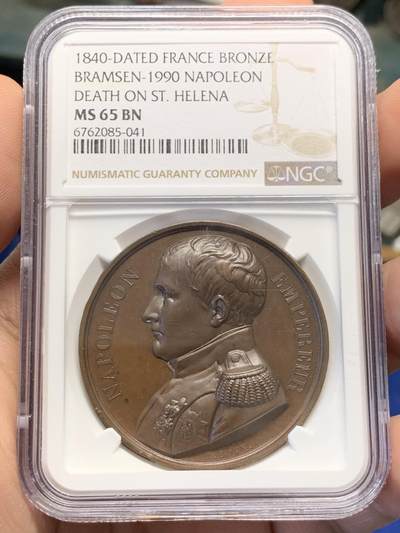 1840-DATED FRANCE BRONZE
BRAMSEN-1990 NAPOLEON
DEATH ON ST. HELENA
MS 65 BN
6762085-041
NUMISMATIC GUARANTY COMPANY
NGC
NAPOLEON
EMPEREUR